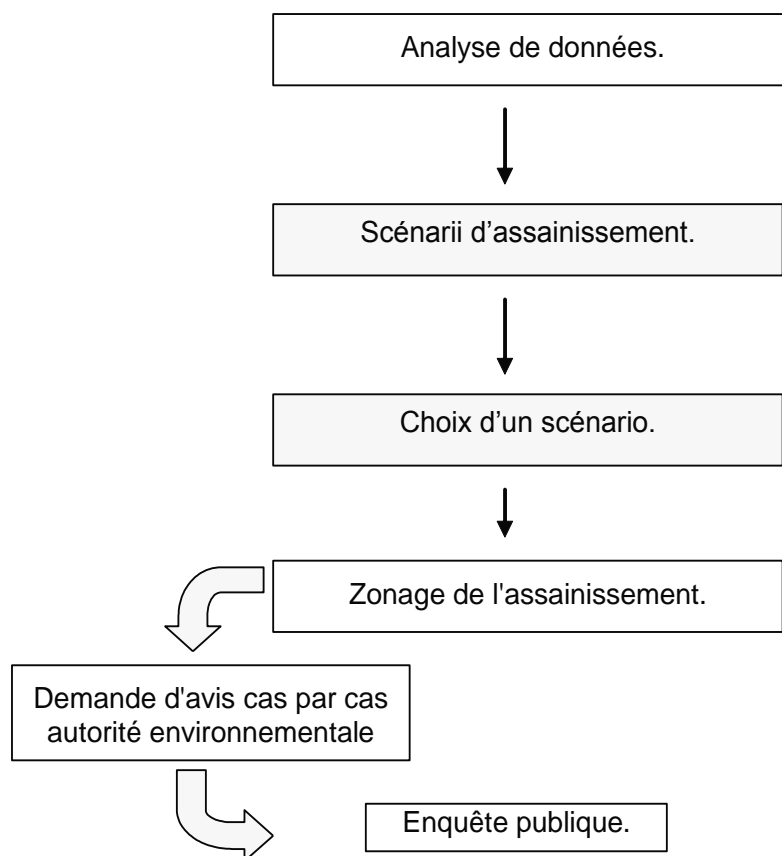 Analyse de données.
Scénarii d’assainissement.
Choix d’un scénario.
Zonage de l'assainissement.
Demande d'avis cas par cas
autorité environnementale
Enquête publique.